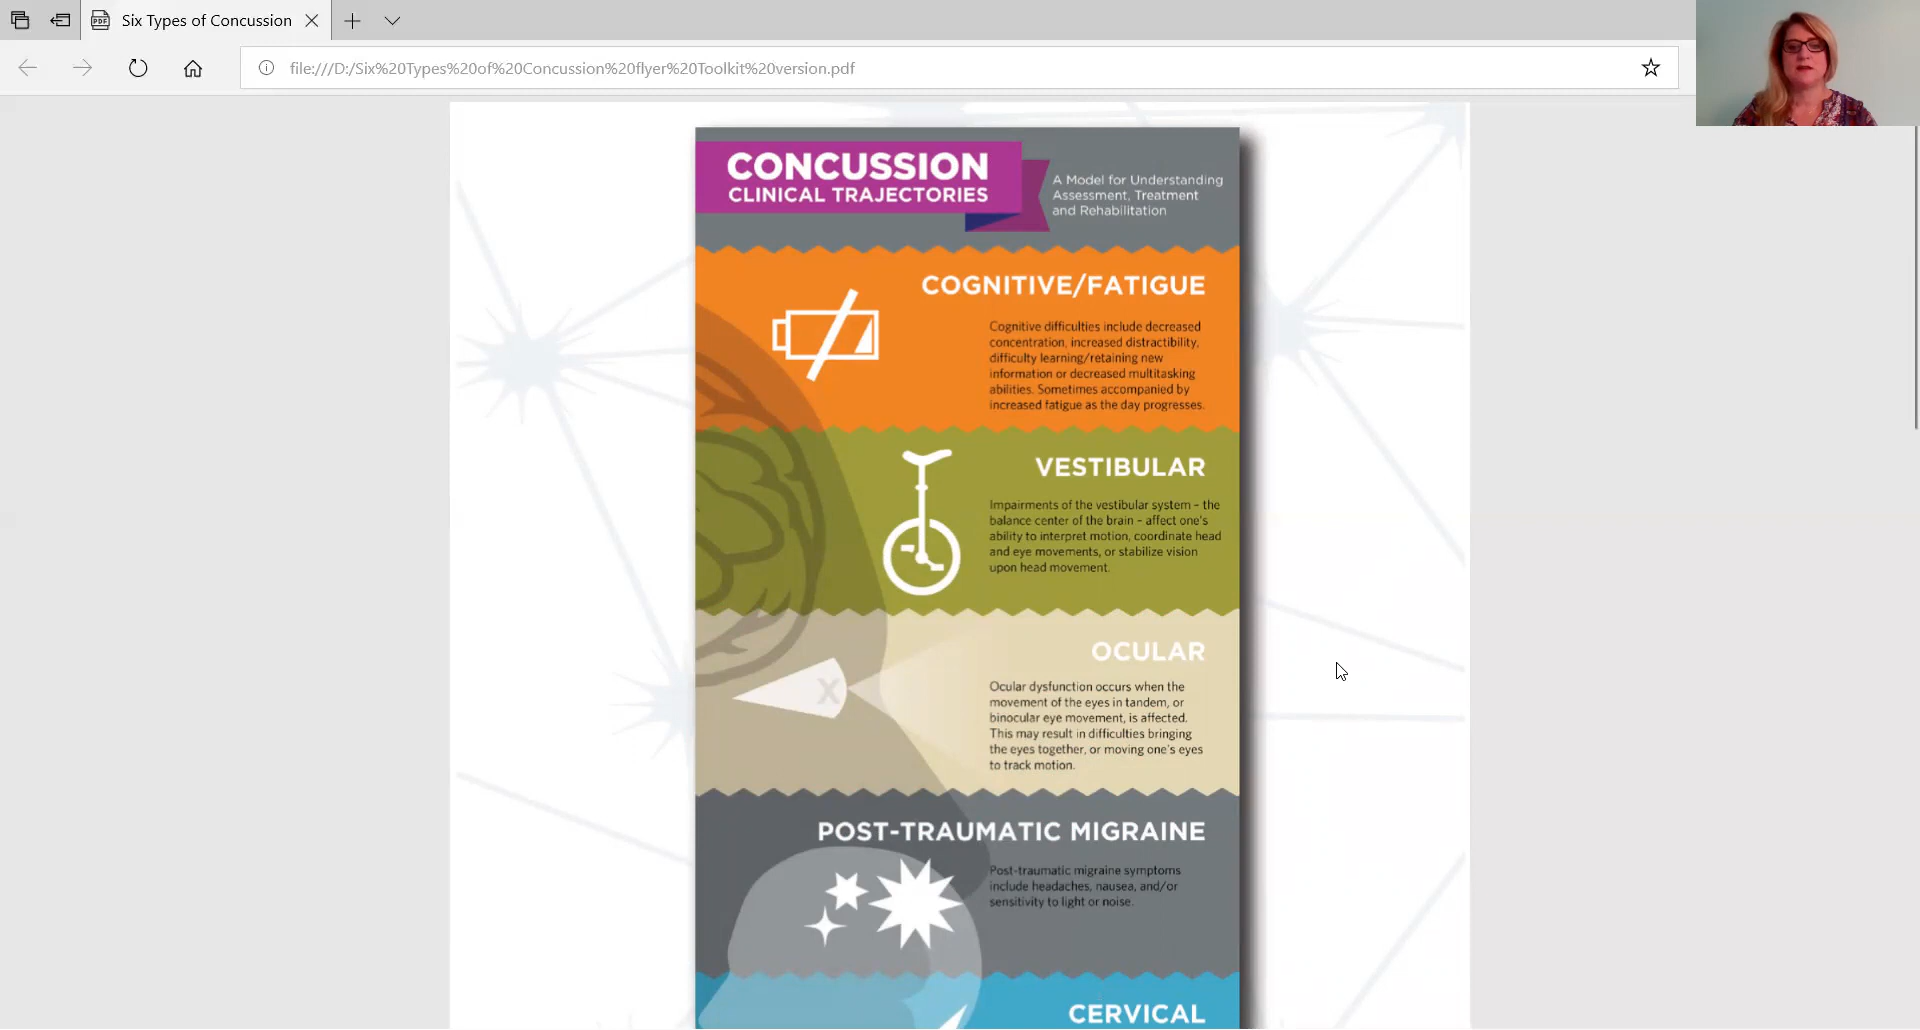 Six Types of Concussion
file:///D:/Six%20Types%20of%20Concussion%20flyer%20Toolkit%20version.pdf
CONCUSSION
CLINICAL TRAJECTORIES
A Model for Understanding
Assessment, Treatment
and Rehabilitation
COGNITIVE/FATIGUE
Cognitive difficulties include decreased
concentration, increased distractibility,
difficulty learning/retaining new
information or decreased multitasking
abilities. Sometimes accompanied by
increased fatigue as the day progresses.
VESTIBULAR
Impairments of the vestibular system – the
balance center of the brain – affect one's
ability to interpret motion, coordinate head
and eye movements, or stabilize vision
upon head movement.
OCULAR
Ocular dysfunction occurs when the
movement of the eyes in tandem, or
binocular eye movement, is affected.
This may result in difficulties bringing
the eyes together, or moving one's eyes
to track motion.
X
POST-TRAUMATIC MIGRAINE
Post-traumatic migraine symptoms
include headaches, nausea, and/or
sensitivity to light or noise.
CERVICAL